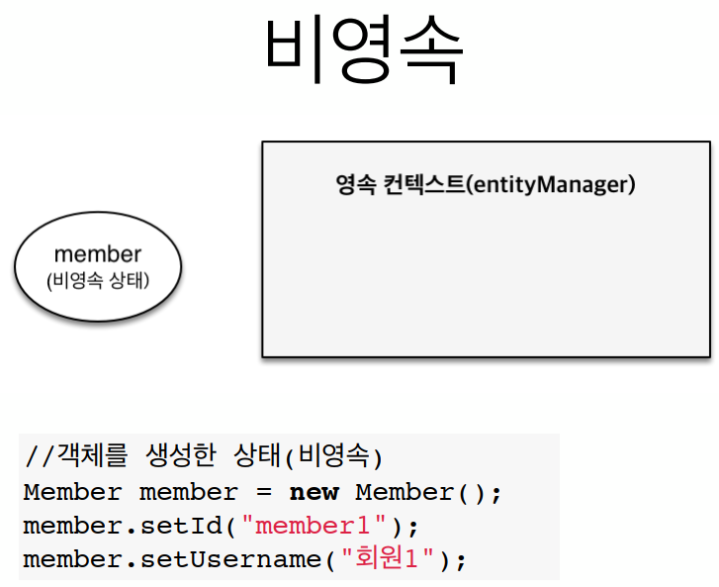 비영속
영속 컨텍스트(entityManager)
member
(비영속 상태)
//객체를 생성한 상태(비영속)
Member member = new Member();
member.setId("member1");
member.setUsername("회원1");